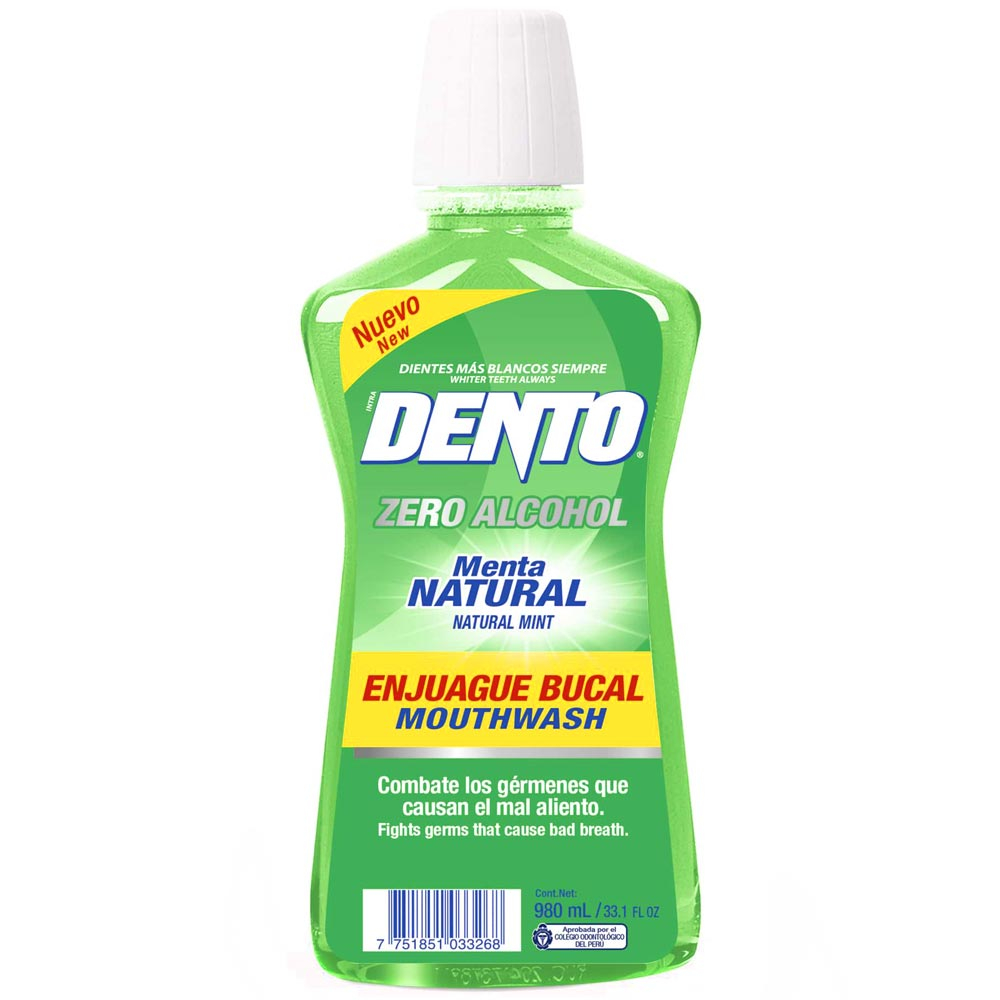 Nuevo
New
DIENTES MÁS BLANCOS SIEMPRE
WHITER TEETH ALWAYS
INTRA
DENTO®
ZERO ALCOHOL
Menta
NATURAL
NATURAL MINT
ENJUAGUE BUCAL
MOUTHWASH
Combate los gérmenes que
causan el mal aliento.
Fights germs that cause bad breath.
Cont.Net:
980 mL / 33.1 FL OZ
Aprobada por el
COLEGIO ODONTOLÓGICO
DEL PERÚ
7 751851 033268